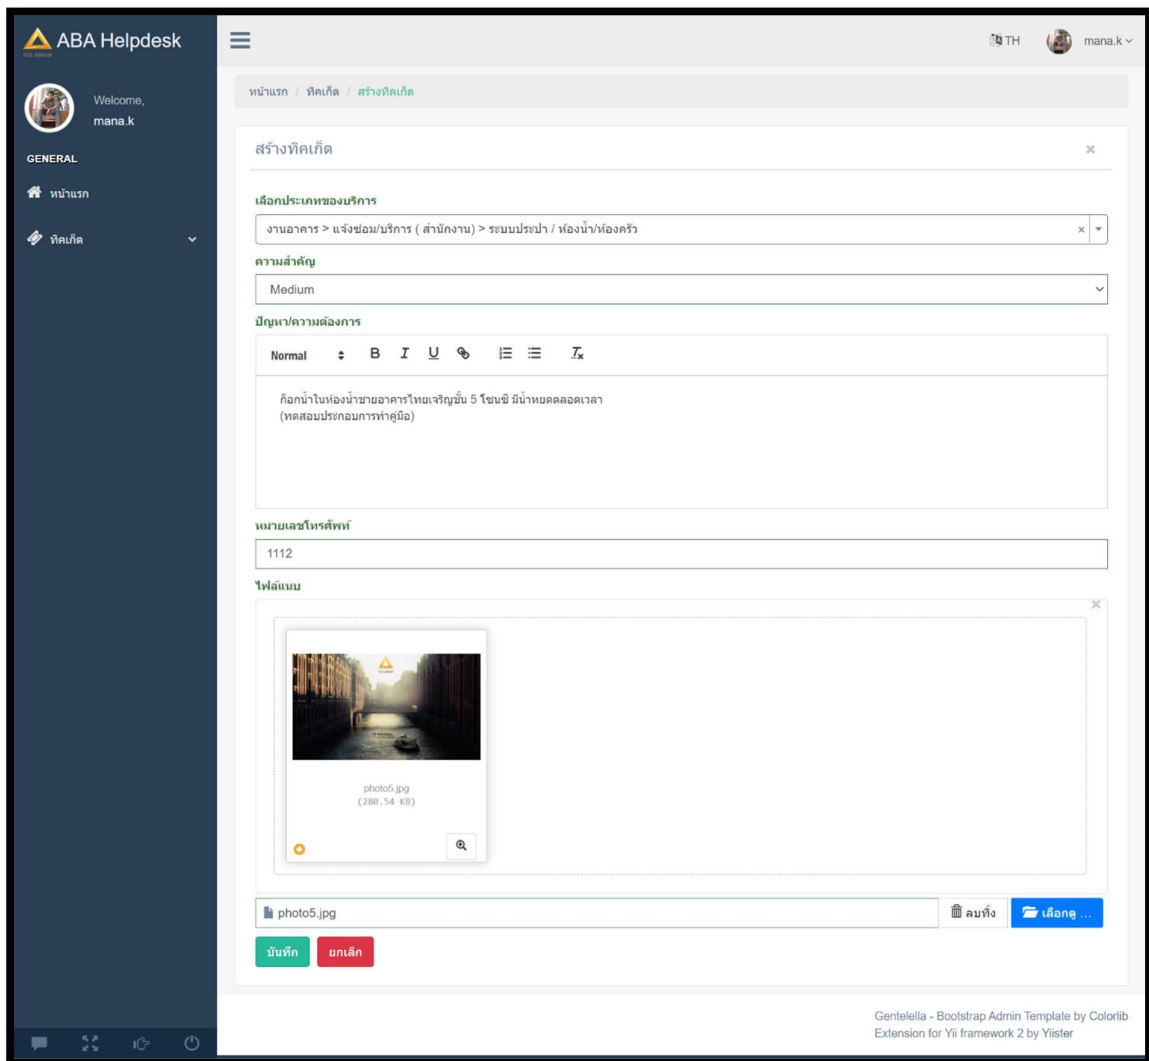 ABA Helpdesk
TH
mana.k
Welcome,
mana.k
GENERAL
หน้าแรก
ทิคเก็ต
หน้าแรก / ทิคเก็ต / สร้างทิคเก็ต
สร้างทิคเก็ต
เลือกประเภทของบริการ
งานอาคาร > แจ้งซ่อม/บริการ ( สำนักงาน) > ระบบประปา / ห้องน้ำ/ห้องครัว
ความสำคัญ
Medium
ปัญหา/ความต้องการ
Normal
ก็อกน้ำในห้องน้ำชายอาคารไทยเจริญชั้น 5 โซนซี มีน้ำหยดตลอดเวลา
(ทดสอบประกอบการทำคู่มือ)
หมายเลขโทรศัพท์
1112
ไฟล์แนบ
photo5.jpg
(280.54 KB)
photo5.jpg
ลบทิ้ง
เลือกดู ...
บันทึก
ยกเลิก
Gentelella - Bootstrap Admin Template by Colorlib
Extension for Yii framework 2 by Yiister